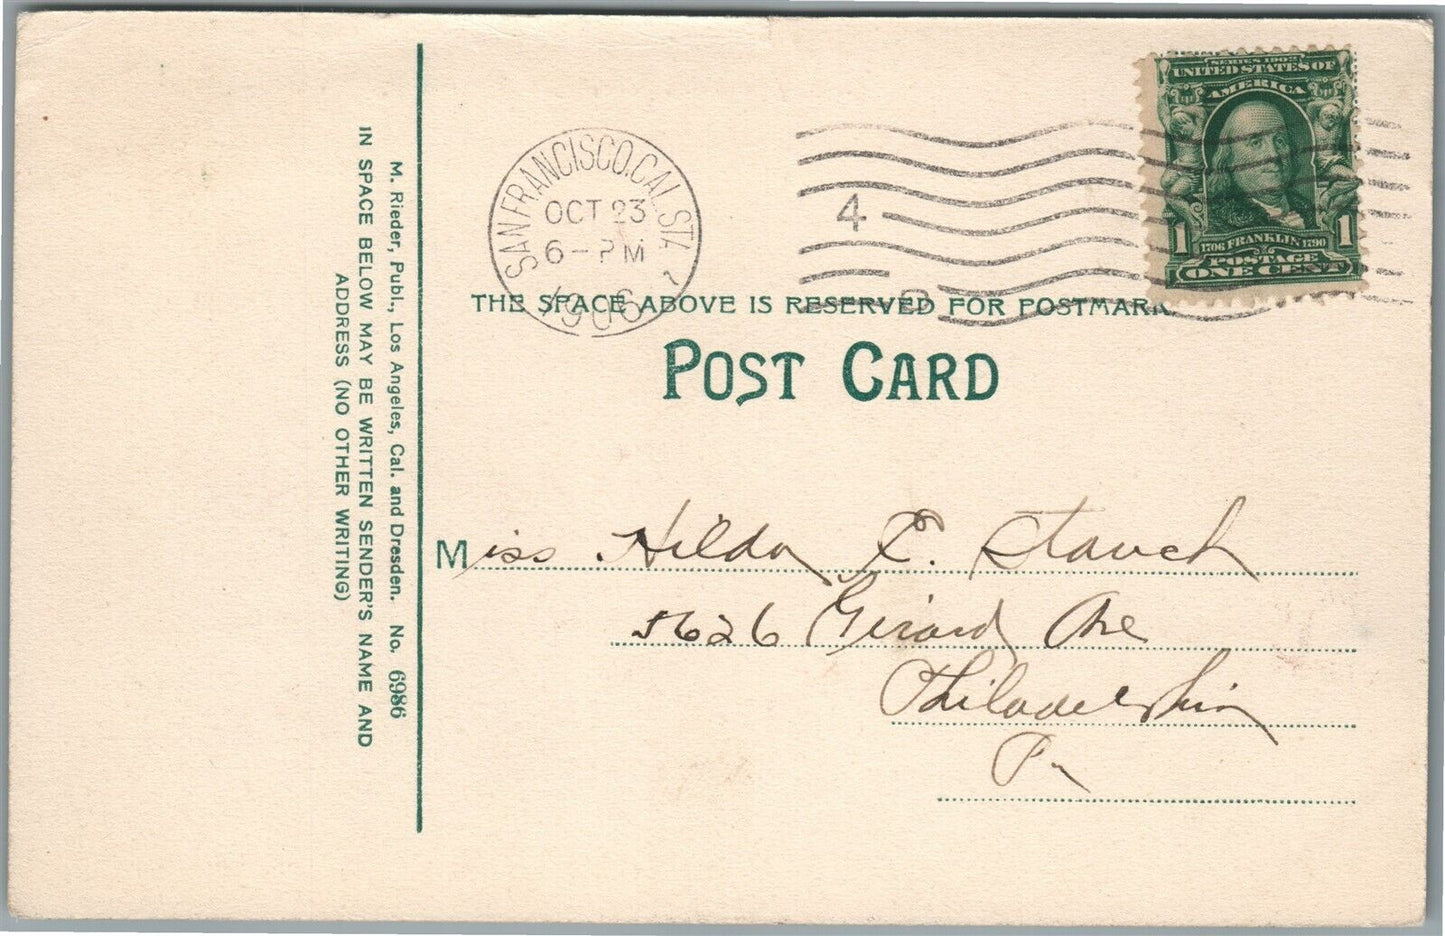 M. Rieder, Publ., Los Angeles, Cal. and Dresden. No. 6986
IN SPACE BELOW MAY BE WRITTEN SENDER'S NAME AND
ADDRESS (NO OTHER WRITING)
SAN FRANCISCO, CAL. STA.
OCT 23
6-PM
1906
4
SERIES 1902
UNITED STATES OF
AMERICA
1706 FRANKLIN 1790
1 1
POSTAGE
ONE CENT
THE SPACE ABOVE IS RESERVED FOR POSTMARK.
POST CARD
Miss Hilda E. Stauch
5626 Girard Ave
Philadelphia
Pa